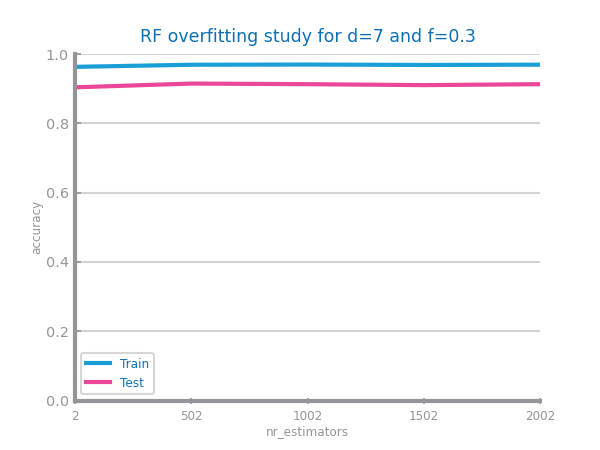 RF overfitting study for d=7 and f=0.3
1.0
0.8
0.6
0.4
0.2
0.0
accuracy
Train
Test
2 502 1002 1502 2002
nr_estimators